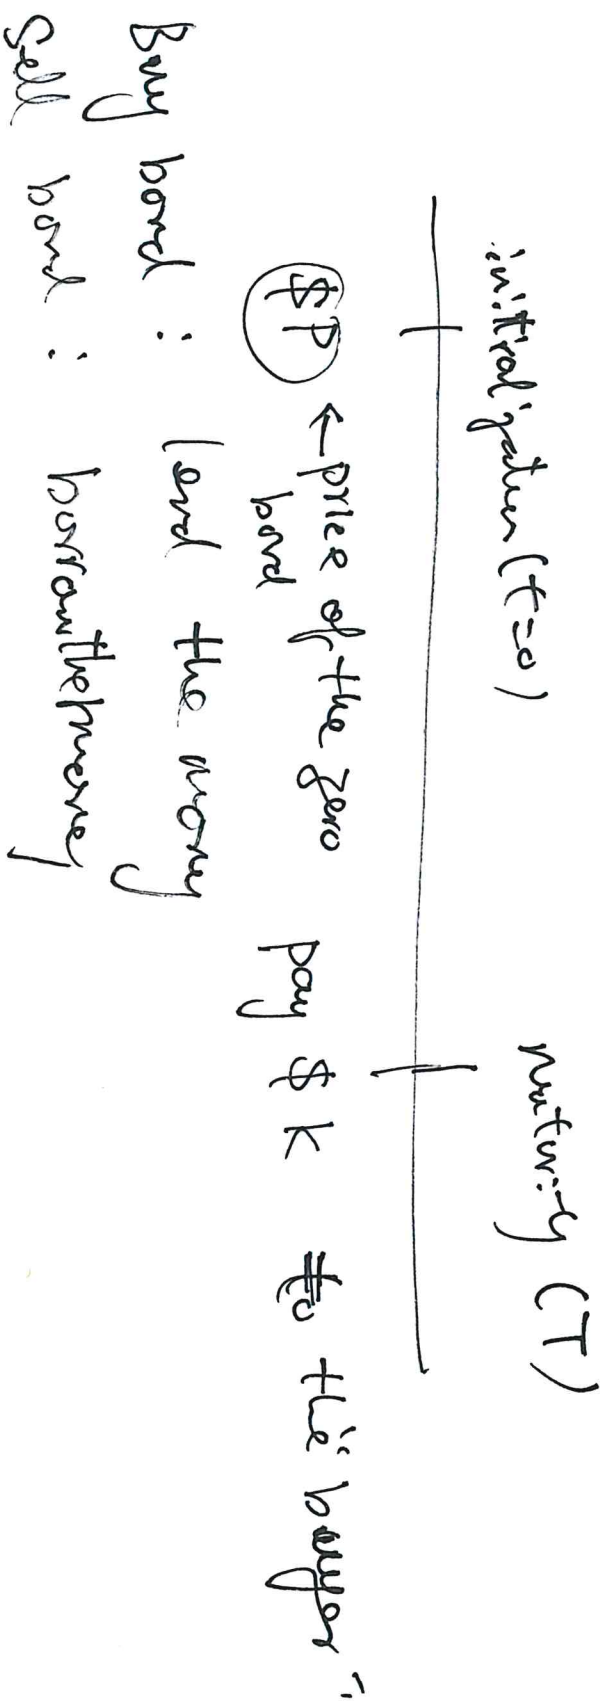 initialization (t=0)
maturity (T)
$P ← price of the zero
bond
pay $K to the "buyer"
Buy bond : lend the money
Sell bond : borrow the money